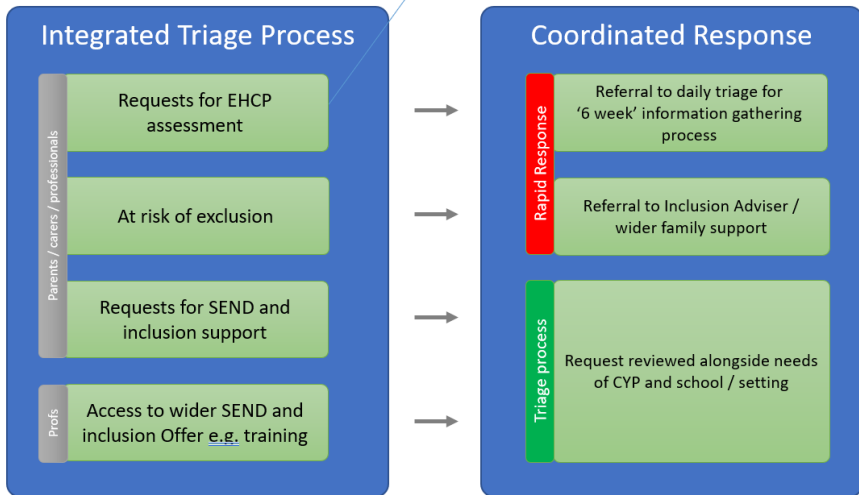 Integrated Triage Process
Parents / carers / professionals
Requests for EHCP
assessment
At risk of exclusion
Requests for SEND and
inclusion support
Profs
Access to wider SEND and
inclusion Offer e.g. training
Coordinated Response
Rapid Response
Referral to daily triage for
‘6 week’ information gathering
process
Referral to Inclusion Adviser /
wider family support
Triage process
Request reviewed alongside needs
of CYP and school / setting